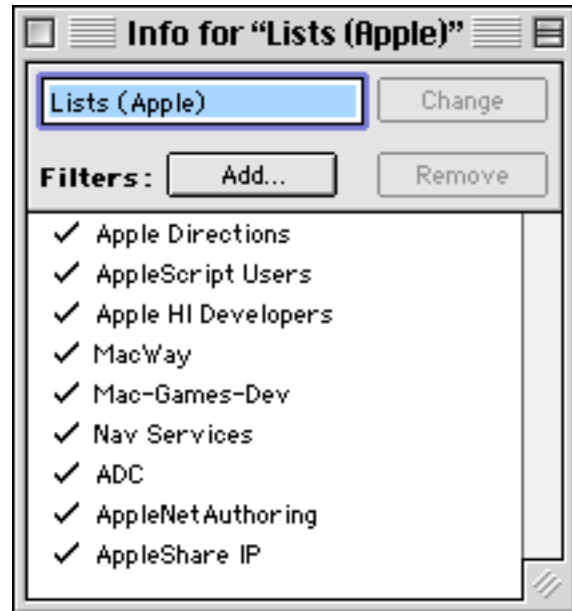 Info for “Lists (Apple)”
Lists (Apple) Change
Filters: Add... Remove
✓ Apple Directions
✓ AppleScript Users
✓ Apple HI Developers
✓ MacWay
✓ Mac-Games-Dev
✓ Nav Services
✓ ADC
✓ AppleNetAuthoring
✓ AppleShare IP